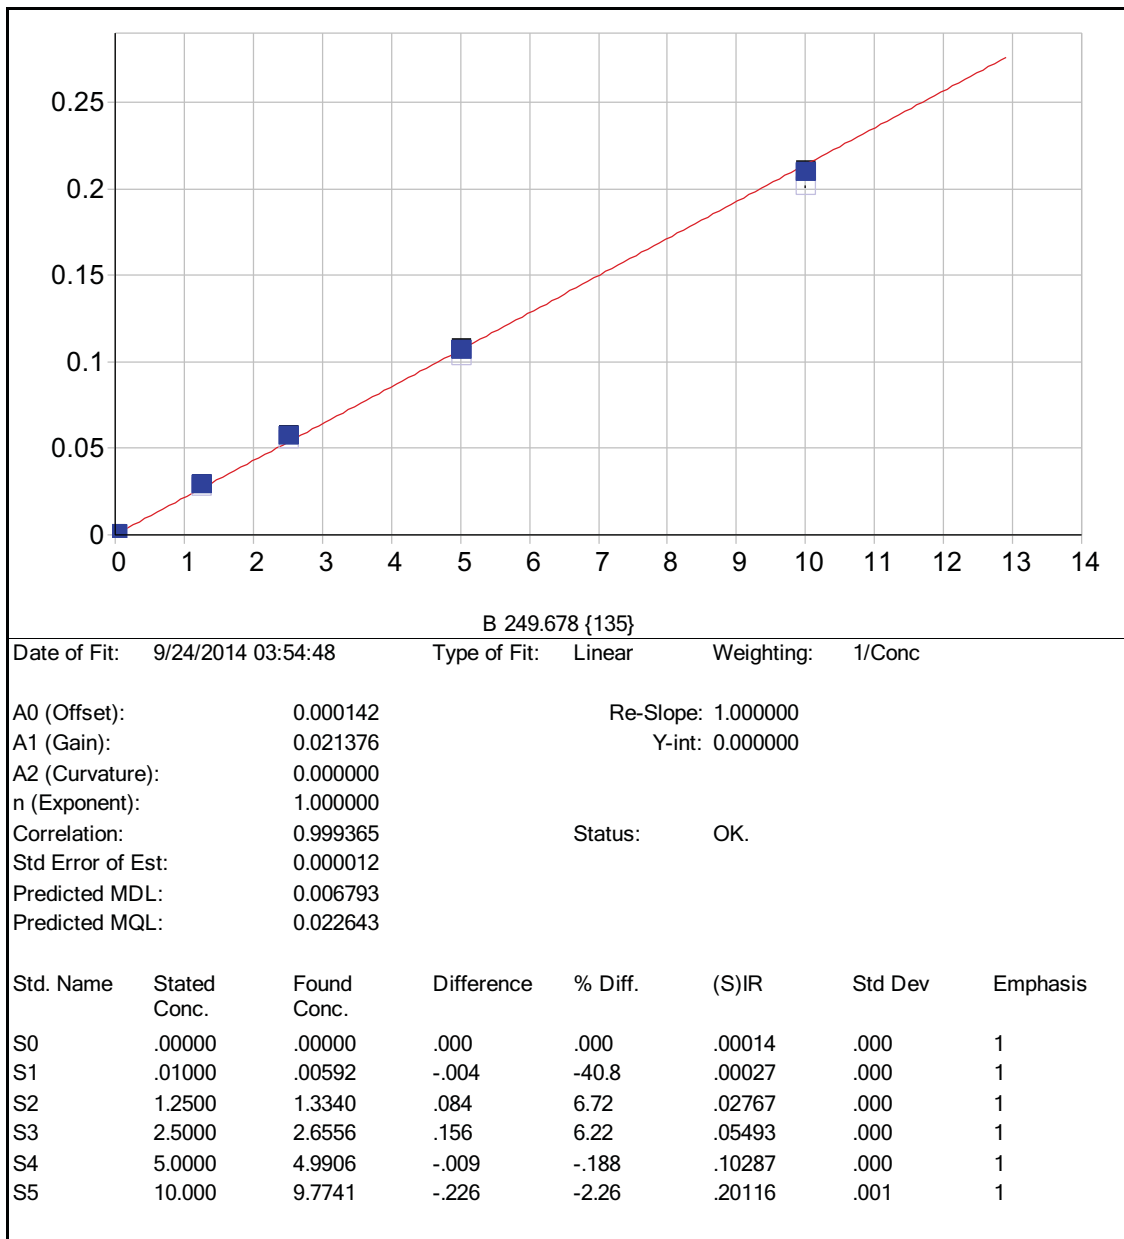 0.25
0.2
0.15
0.1
0.05
0
0 1 2 3 4 5 6 7 8 9 10 11 12 13 14
B 249.678 {135}
Date of Fit: 9/24/2014 03:54:48 Type of Fit: Linear Weighting: 1/Conc
A0 (Offset): 0.000142 Re-Slope: 1.000000
A1 (Gain): 0.021376 Y-int: 0.000000
A2 (Curvature): 0.000000
n (Exponent): 1.000000
Correlation: 0.999365 Status: OK.
Std Error of Est: 0.000012
Predicted MDL: 0.006793
Predicted MQL: 0.022643
Std. Name Stated Found Difference % Diff. (S)IR Std Dev Emphasis
Conc. Conc.
S0 .00000 .00000 .000 .000 .00014 .000 1
S1 .01000 .00592 -.004 -40.8 .00027 .000 1
S2 1.2500 1.3340 .084 6.72 .02767 .000 1
S3 2.5000 2.6556 .156 6.22 .05493 .000 1
S4 5.0000 4.9906 -.009 -.188 .10287 .000 1
S5 10.000 9.7741 -.226 -2.26 .20116 .001 1